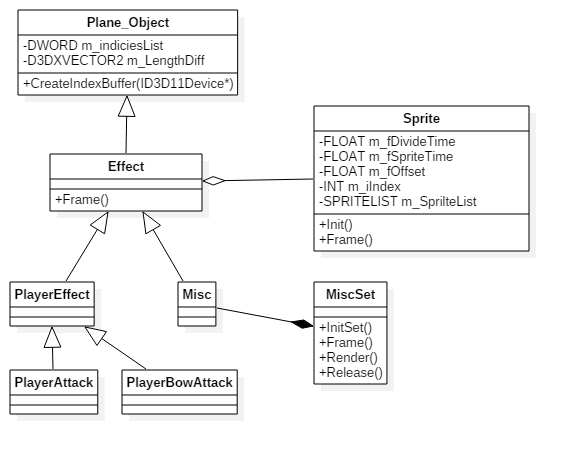 Plane_Object
-DWORD m_indiciesList
-D3DXVECTOR2 m_LengthDiff
+CreateIndexBuffer(ID3D11Device*)
Effect
+Frame()
Sprite
-FLOAT m_fDivideTime
-FLOAT m_fSpriteTime
-FLOAT m_fOffset
-INT m_iIndex
-SPRITELIST m_SprilteList
+Init()
+Frame()
PlayerEffect
Misc
MiscSet
+InitSet()
+Frame()
+Render()
+Release()
PlayerAttack
PlayerBowAttack